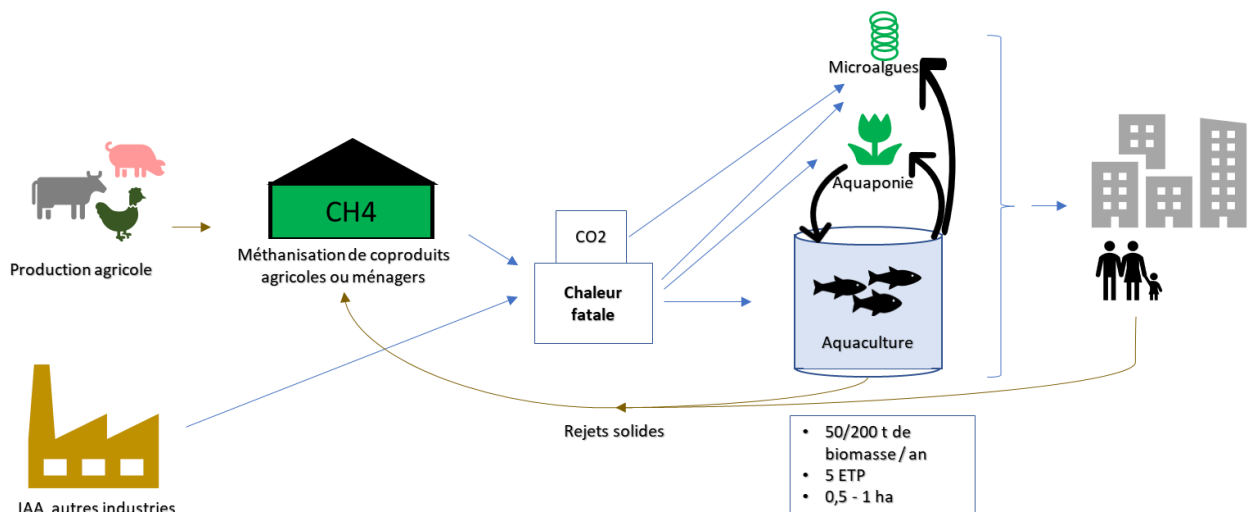 Microalgues
Aquaponie
CH4
CO2
Production agricole
Méthanisation de coproduits
agricoles ou ménagers
Chaleur
fatale
Aquaculture
Rejets solides
• 50/200 t de
biomasse / an
• 5 ETP
• 0,5 - 1 ha
IAA, autres industries